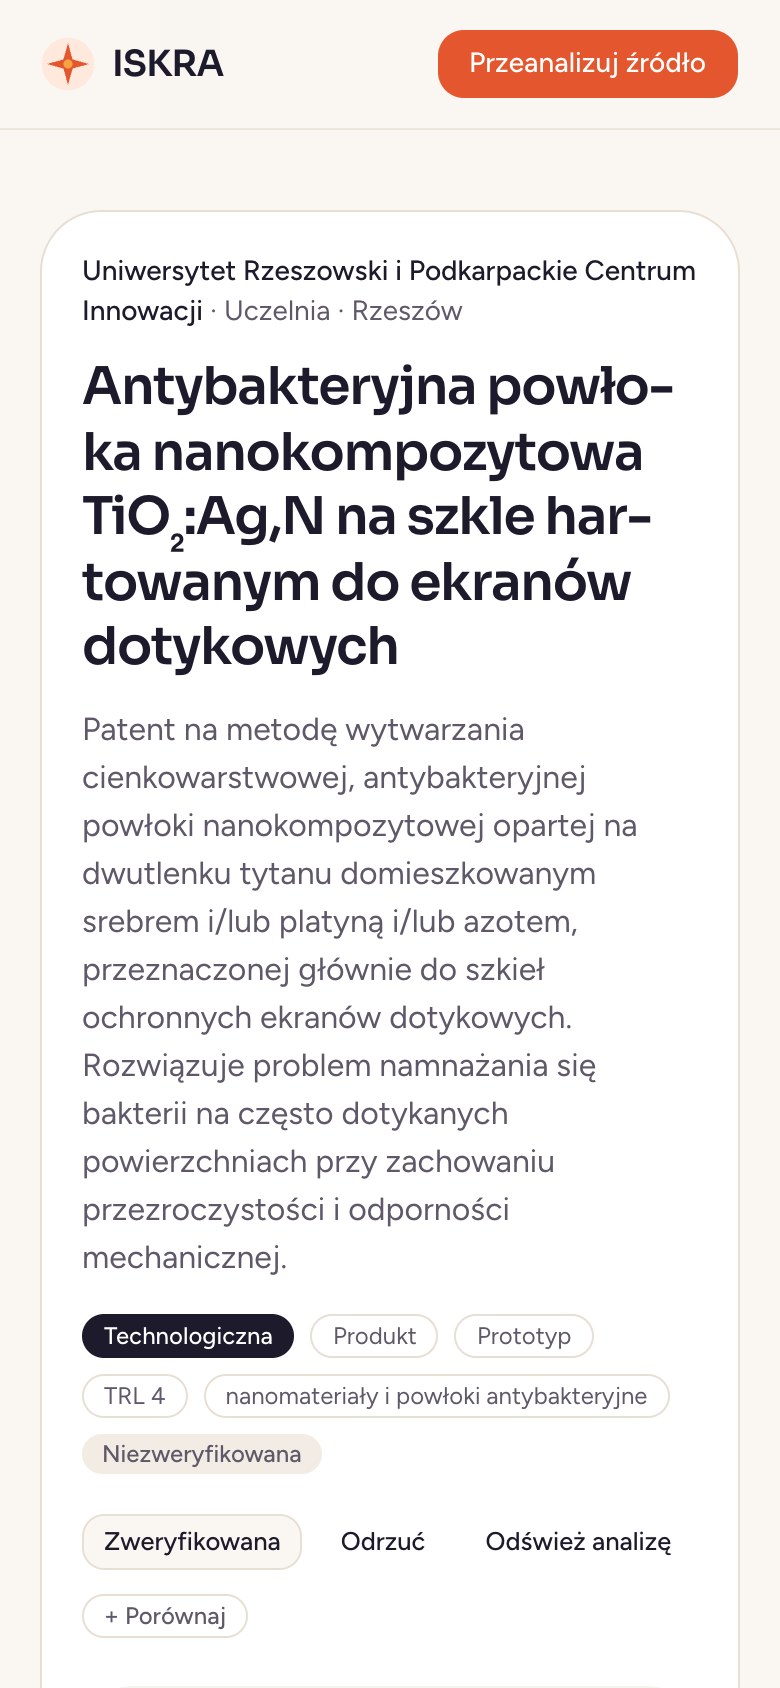 ISKRA
Przeanalizuj źródło
Uniwersytet Rzeszowski i Podkarpackie Centrum
Innowacji · Uczelnia · Rzeszów
Antybakteryjna powło-
ka nanokompozytowa
TiO₂:Ag,N na szkle har-
towanym do ekranów
dotykowych
Patent na metodę wytwarzania
cienkowarstwowej, antybakteryjnej
powłoki nanokompozytowej opartej na
dwutlenku tytanu domieszkowanym
srebrem i/lub platyną i/lub azotem,
przeznaczonej głównie do szkieł
ochronnych ekranów dotykowych.
Rozwiązuje problem namnażania się
bakterii na często dotykanych
powierzchniach przy zachowaniu
przezroczystości i odporności
mechanicznej.
Technologiczna Produkt Prototyp
TRL 4 nanomateriały i powłoki antybakteryjne
Niezweryfikowana
Zweryfikowana Odrzuć Odśwież analizę
+ Porównaj